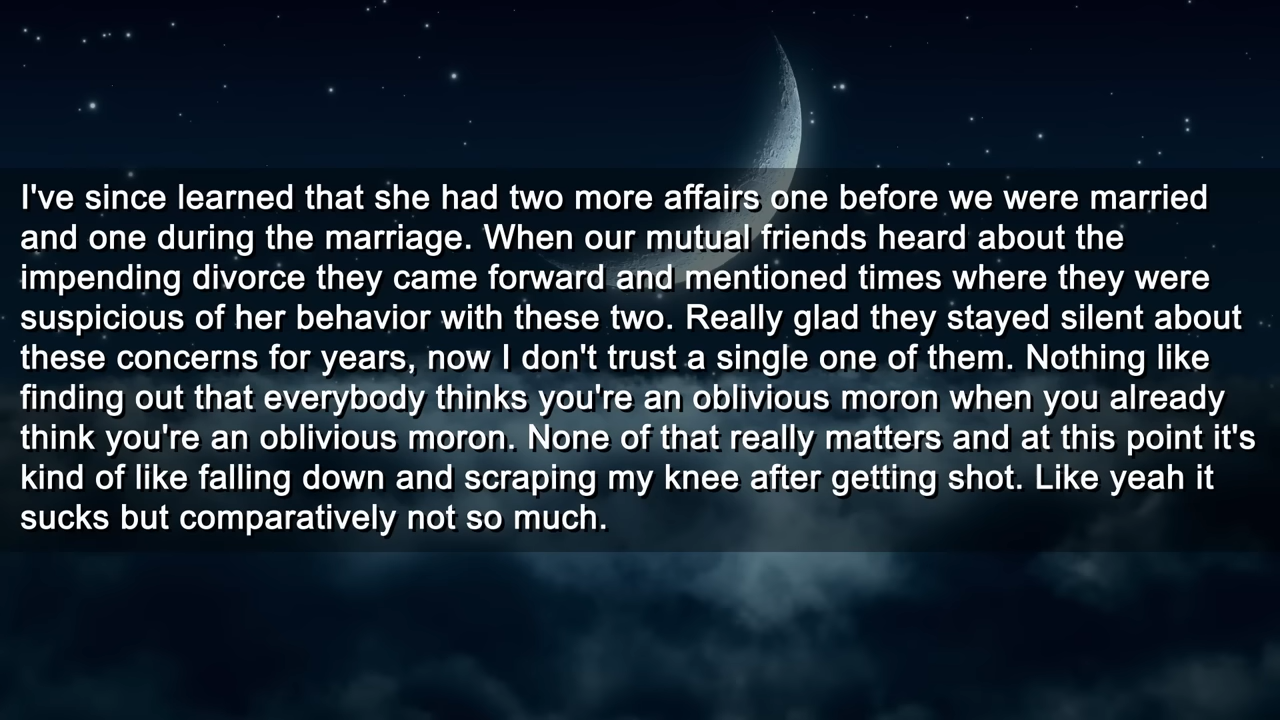 I've since learned that she had two more affairs one before we were married
and one during the marriage. When our mutual friends heard about the
impending divorce they came forward and mentioned times where they were
suspicious of her behavior with these two. Really glad they stayed silent about
these concerns for years, now I don't trust a single one of them. Nothing like
finding out that everybody thinks you're an oblivious moron when you already
think you're an oblivious moron. None of that really matters and at this point it's
kind of like falling down and scraping my knee after getting shot. Like yeah it
sucks but comparatively not so much.